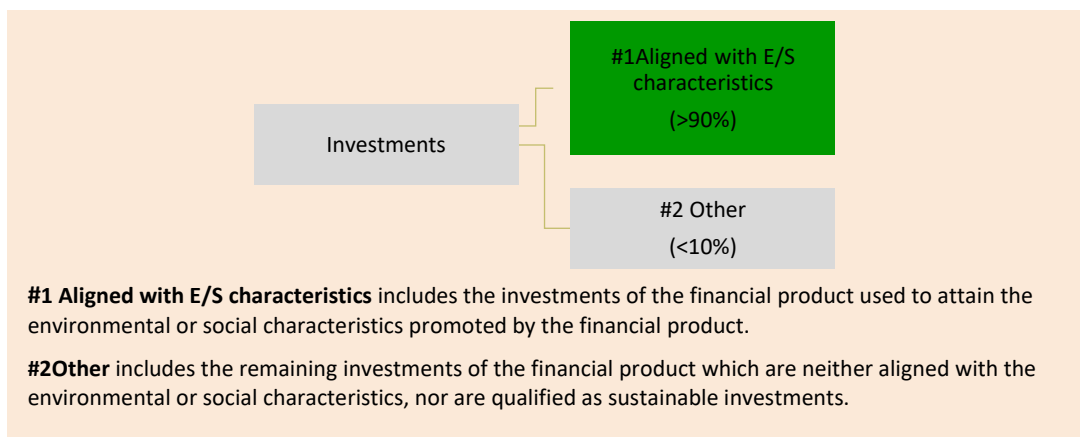 #1Aligned with E/S
characteristics
(>90%)
Investments
#2 Other
(<10%)
#1 Aligned with E/S characteristics includes the investments of the financial product used to attain the
environmental or social characteristics promoted by the financial product.
#2Other includes the remaining investments of the financial product which are neither aligned with the
environmental or social characteristics, nor are qualified as sustainable investments.